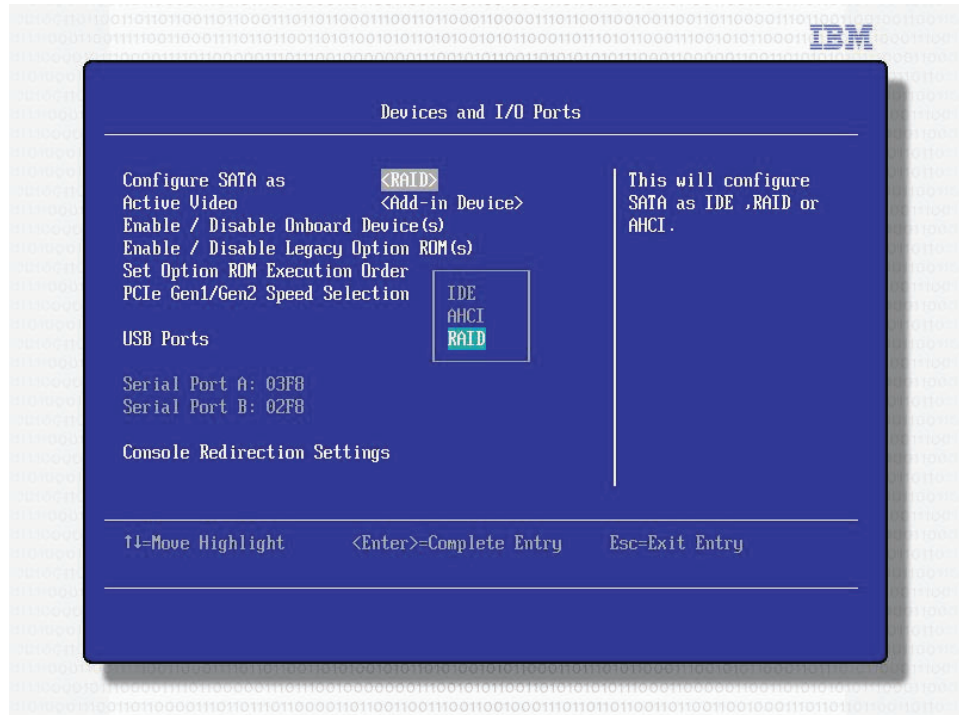 IBM
Devices and I/O Ports
Configure SATA as <RAID>
Active Video <Add-in Device>
Enable / Disable Onboard Device(s)
Enable / Disable Legacy Option ROM(s)
Set Option ROM Execution Order
PCIe Gen1/Gen2 Speed Selection
USB Ports
Serial Port A: 03F8
Serial Port B: 02F8
Console Redirection Settings
IDE
AHCI
RAID
This will configure
SATA as IDE ,RAID or
AHCI.
↑↓=Move Highlight <Enter>=Complete Entry Esc=Exit Entry